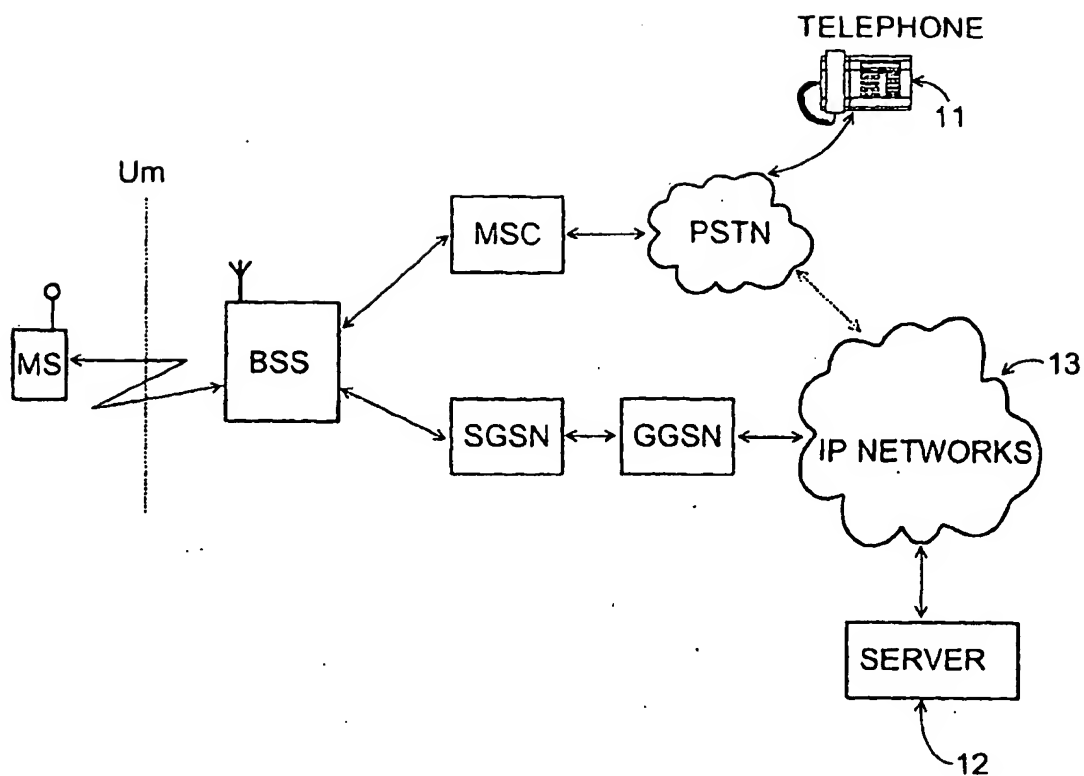 TELEPHONE
11
Um
MSC
PSTN
MS
BSS
13
SGSN
GGSN
IP NETWORKS
SERVER
12